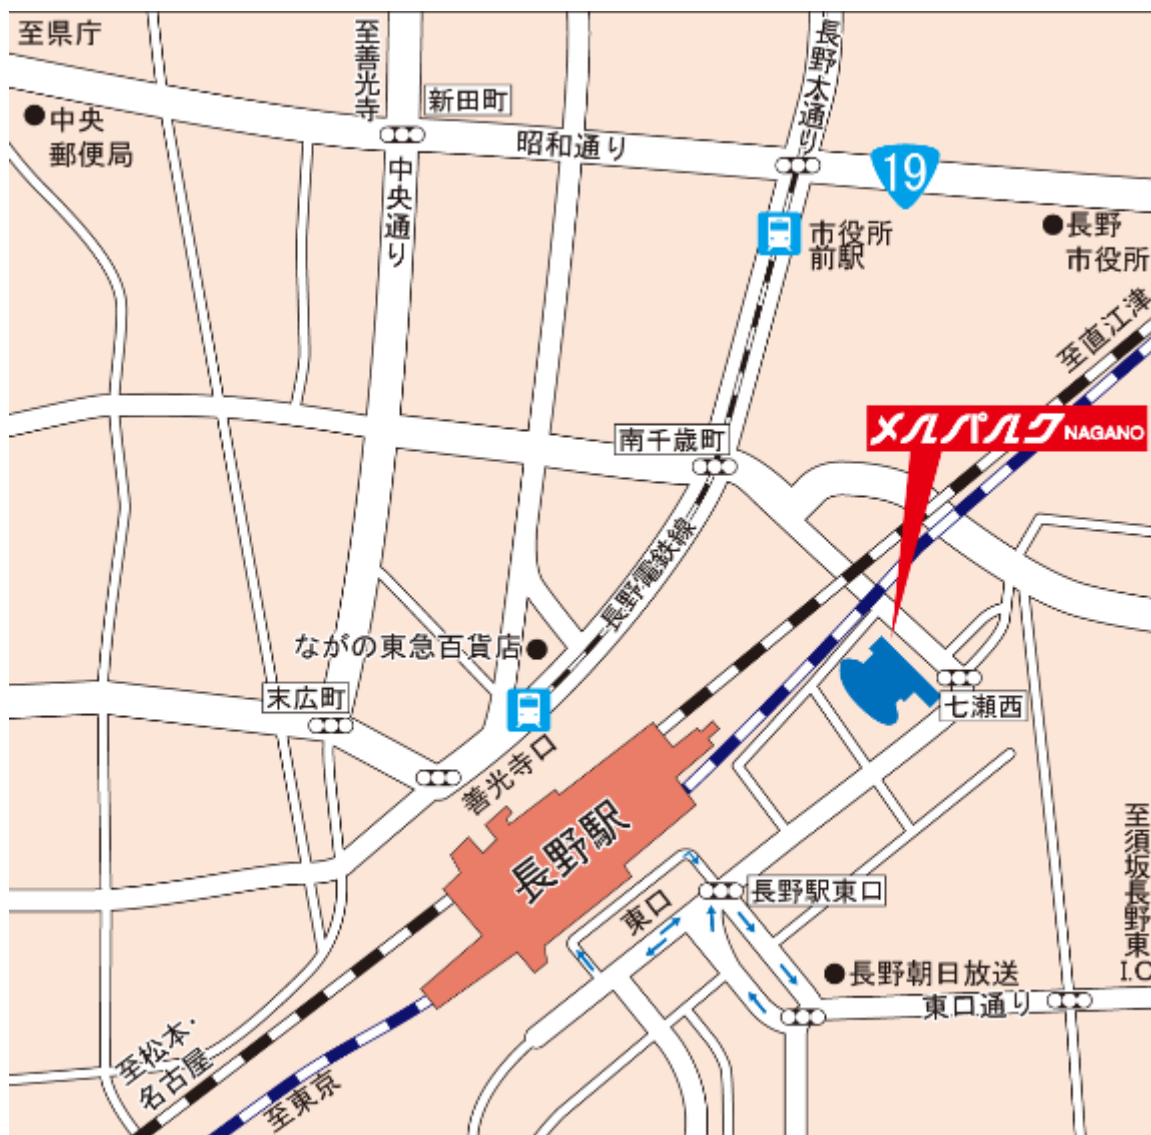 至県庁
至善光寺
新田町
中央
郵便局
昭和通り
長野大通り
19
中央通り
市役所
前駅
長野
市役所
至直江津
メルパルク NAGANO
南千歳町
長野電鉄線
ながの東急百貨店
末広町
七瀬西
善光寺口
長野駅
至須坂長野東I.C
長野駅東口
東口
長野朝日放送
東口通り
至松本・
名古屋
至東京